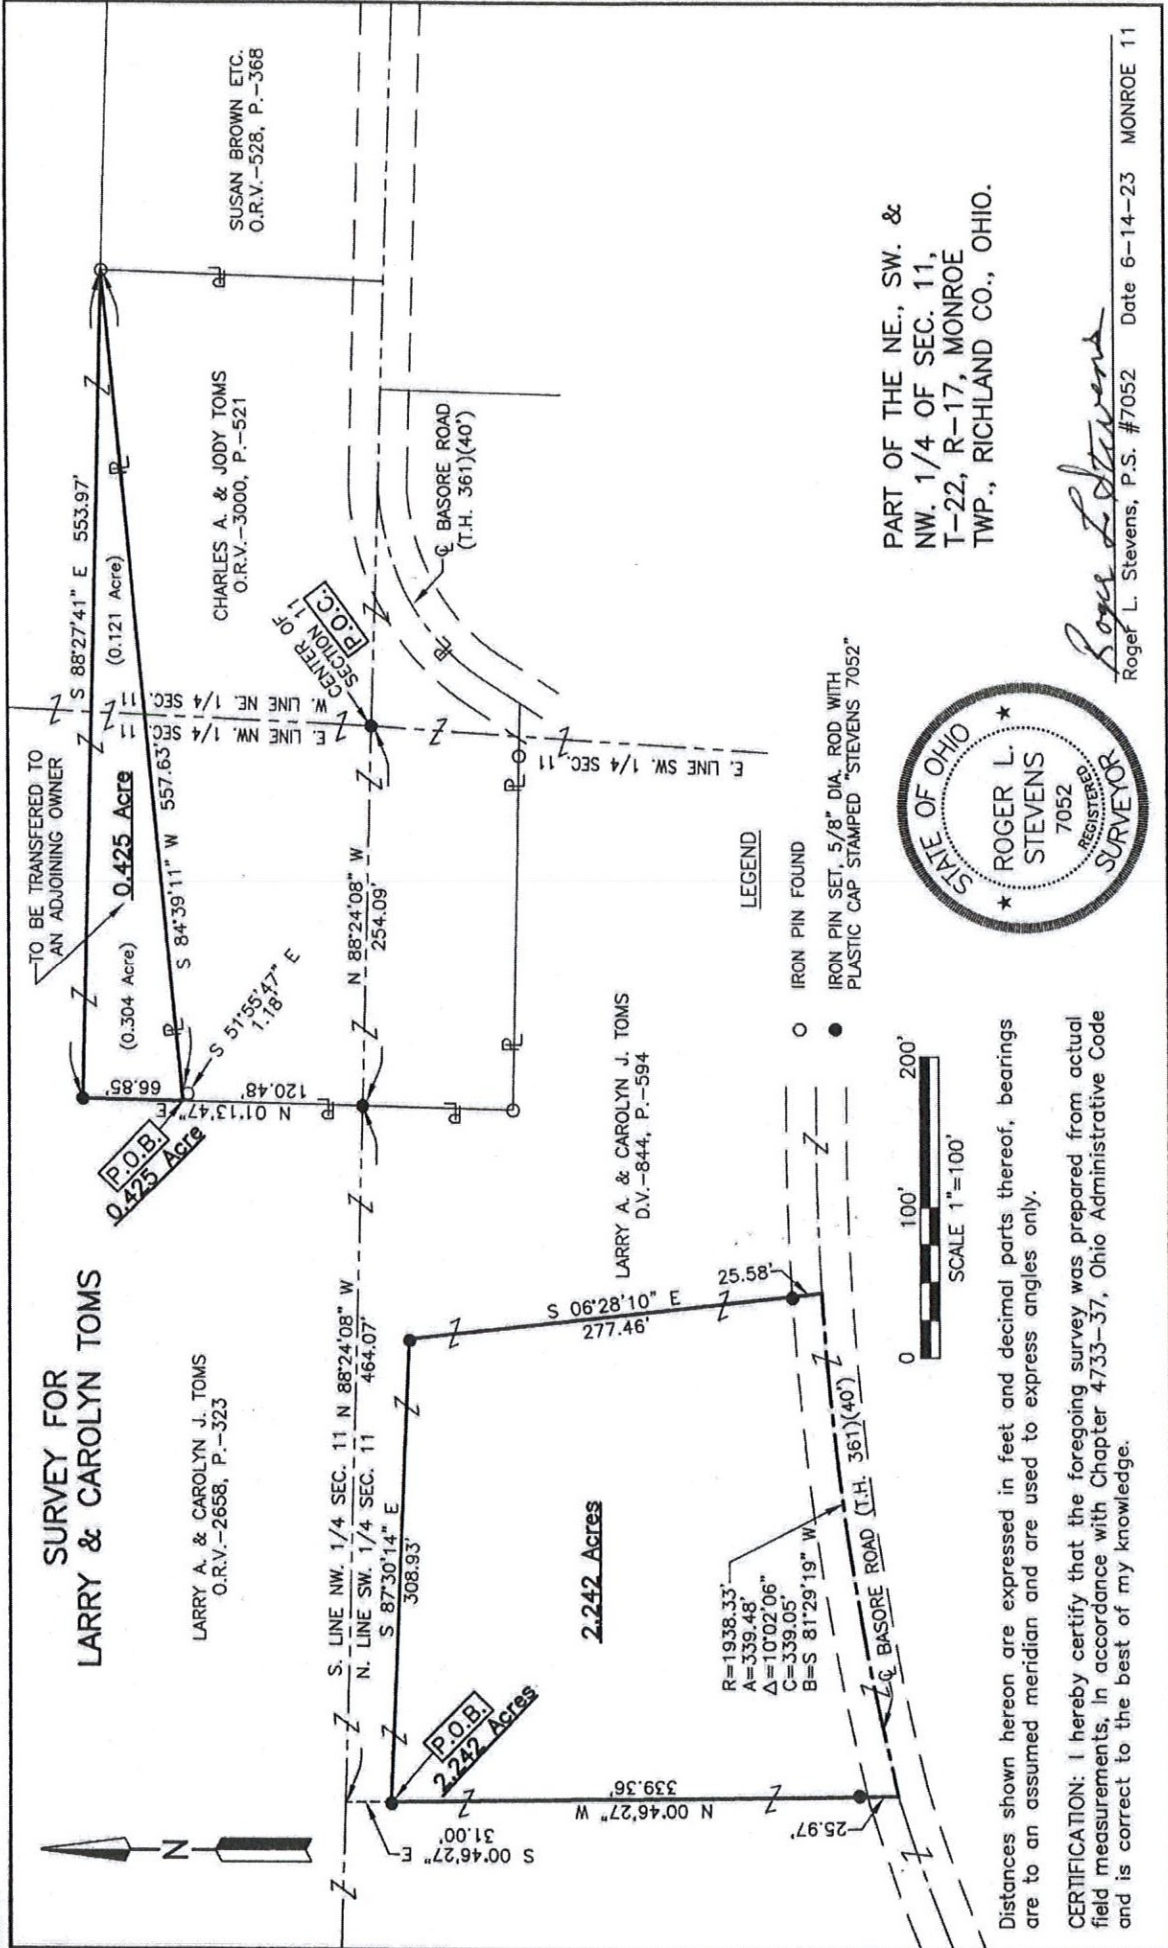 SURVEY FOR
LARRY & CAROLYN TOMS
N
TO BE TRANSFERRED TO
AN ADJOINING OWNER
0.425 Acre
S 88°27'41" E 553.97'
(0.304 Acre)
(0.121 Acre)
S 84°39'11" W 557.63'
66.85'
P.O.B.
0.425 Acre
S 51°55'47" E
1.18'
N 01°13'47" E
120.48'
W. LINE NE. 1/4 SEC. 11
E. LINE NW. 1/4 SEC. 11
CENTER OF
SECTION 11
P.O.C.
SUSAN BROWN ETC.
O.R.V.-528, P.-368
CHARLES A. & JODY TOMS
O.R.V.-3000, P.-521
LARRY A. & CAROLYN J. TOMS
O.R.V.-2658, P.-323
S. LINE NW. 1/4 SEC. 11 N 88°24'08" W
N. LINE SW. 1/4 SEC. 11 464.07'
N 88°24'08" W
254.09'
℄ BASORE ROAD
(T.H. 361)(40')
E. LINE SW. 1/4 SEC. 11
S 00°46'27" E
31.00'
P.O.B.
2.242 Acres
S 87°30'14" E
308.93'
2.242 Acres
LARRY A. & CAROLYN J. TOMS
D.V.-844, P.-594
25.58'
277.46'
N 00°46'27" W
339.36'
25.97'
R=1938.33'
A=339.48'
Δ=10°02'06"
C=339.05'
B=S 81°29'19" W
℄ BASORE ROAD (T.H. 361)(40')
LEGEND
IRON PIN FOUND
IRON PIN SET, 5/8" DIA. ROD WITH
PLASTIC CAP STAMPED "STEVENS 7052"
0 100' 200'
SCALE 1"=100'
PART OF THE NE., SW. &
NW. 1/4 OF SEC. 11,
T-22, R-17, MONROE
TWP., RICHLAND CO., OHIO.
Distances shown hereon are expressed in feet and decimal parts thereof, bearings
are to an assumed meridian and are used to express angles only.
CERTIFICATION: I hereby certify that the foregoing survey was prepared from actual
field measurements, in accordance with Chapter 4733-37, Ohio Administrative Code
and is correct to the best of my knowledge.
STATE OF OHIO
ROGER L.
STEVENS
7052
REGISTERED
SURVEYOR
Roger L Stevens
Roger L. Stevens, P.S. #7052 Date 6-14-23 MONROE 11